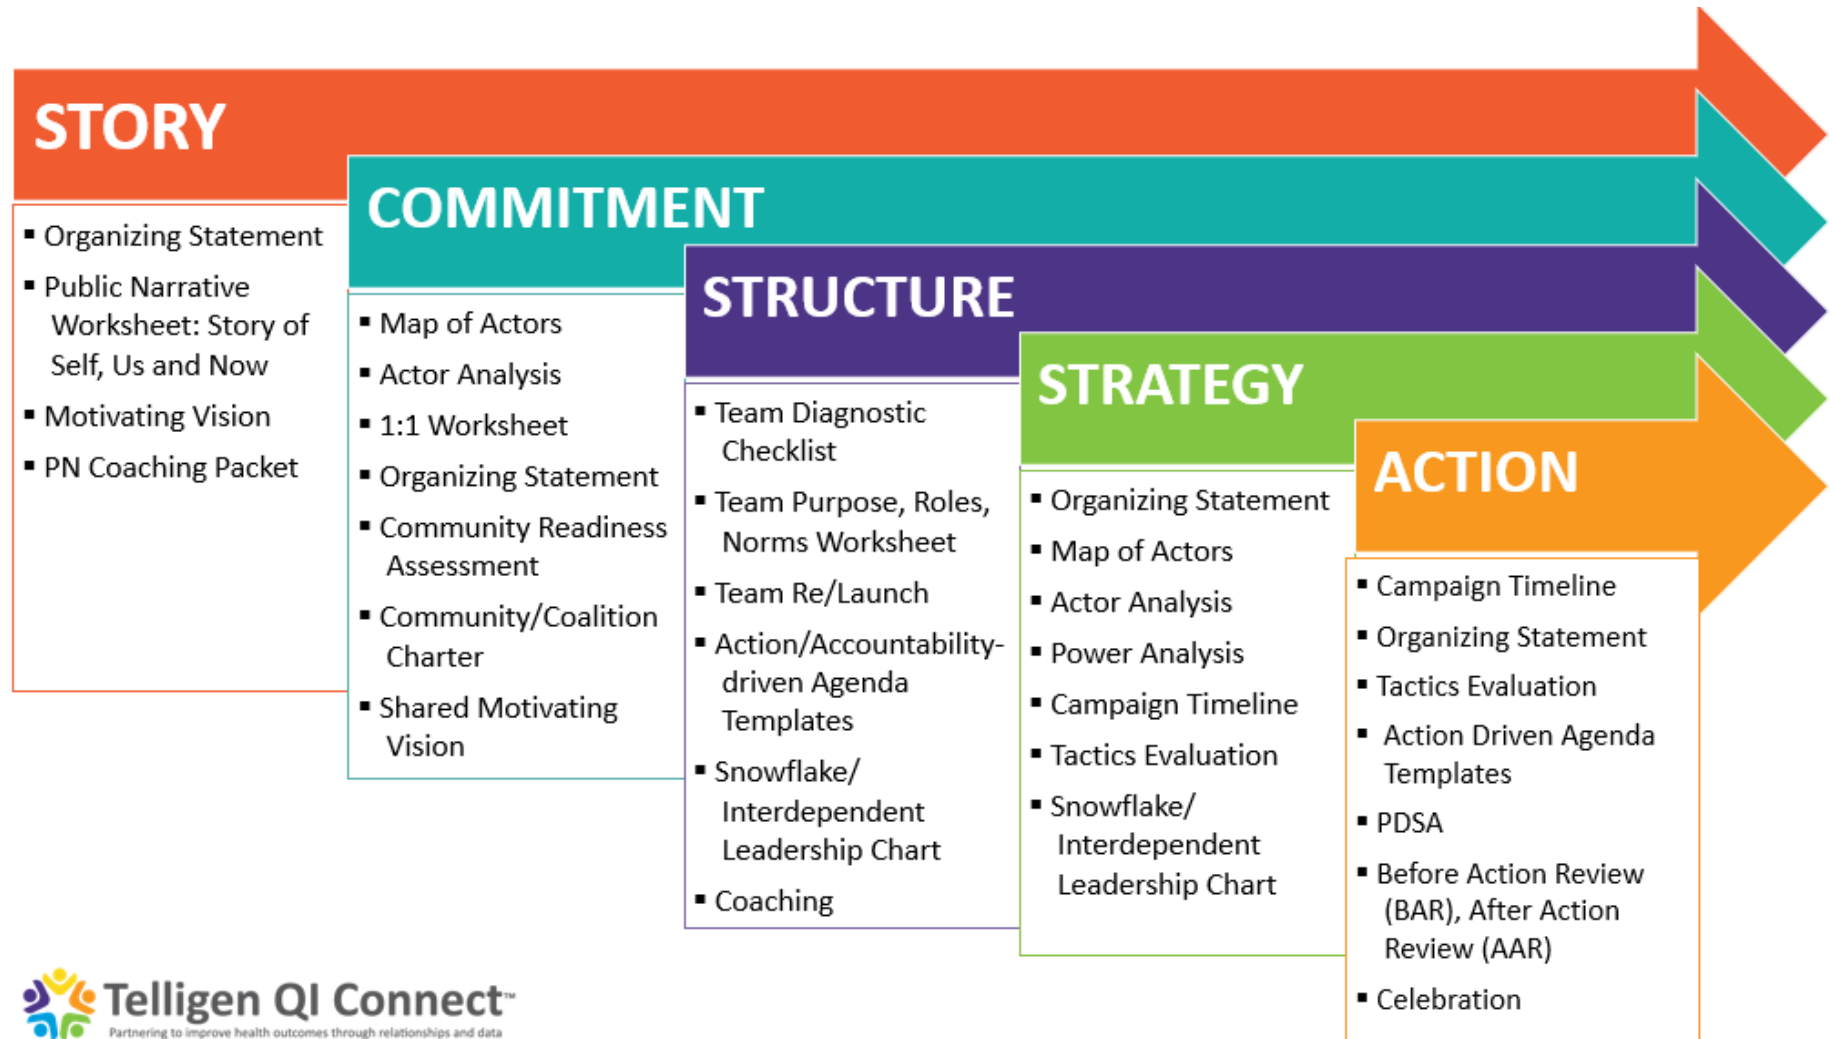 STORY
▪ Organizing Statement
▪ Public Narrative
Worksheet: Story of
Self, Us and Now
▪ Motivating Vision
▪ PN Coaching Packet
COMMITMENT
▪ Map of Actors
▪ Actor Analysis
▪ 1:1 Worksheet
▪ Organizing Statement
▪ Community Readiness
Assessment
▪ Community/Coalition
Charter
▪ Shared Motivating
Vision
STRUCTURE
▪ Team Diagnostic
Checklist
▪ Team Purpose, Roles,
Norms Worksheet
▪ Team Re/Launch
▪ Action/Accountability-
driven Agenda
Templates
▪ Snowflake/
Interdependent
Leadership Chart
▪ Coaching
STRATEGY
▪ Organizing Statement
▪ Map of Actors
▪ Actor Analysis
▪ Power Analysis
▪ Campaign Timeline
▪ Tactics Evaluation
▪ Snowflake/
Interdependent
Leadership Chart
ACTION
▪ Campaign Timeline
▪ Organizing Statement
▪ Tactics Evaluation
▪ Action Driven Agenda
Templates
▪ PDSA
▪ Before Action Review
(BAR), After Action
Review (AAR)
▪ Celebration
Telligen QI Connect™
Partnering to improve health outcomes through relationships and data